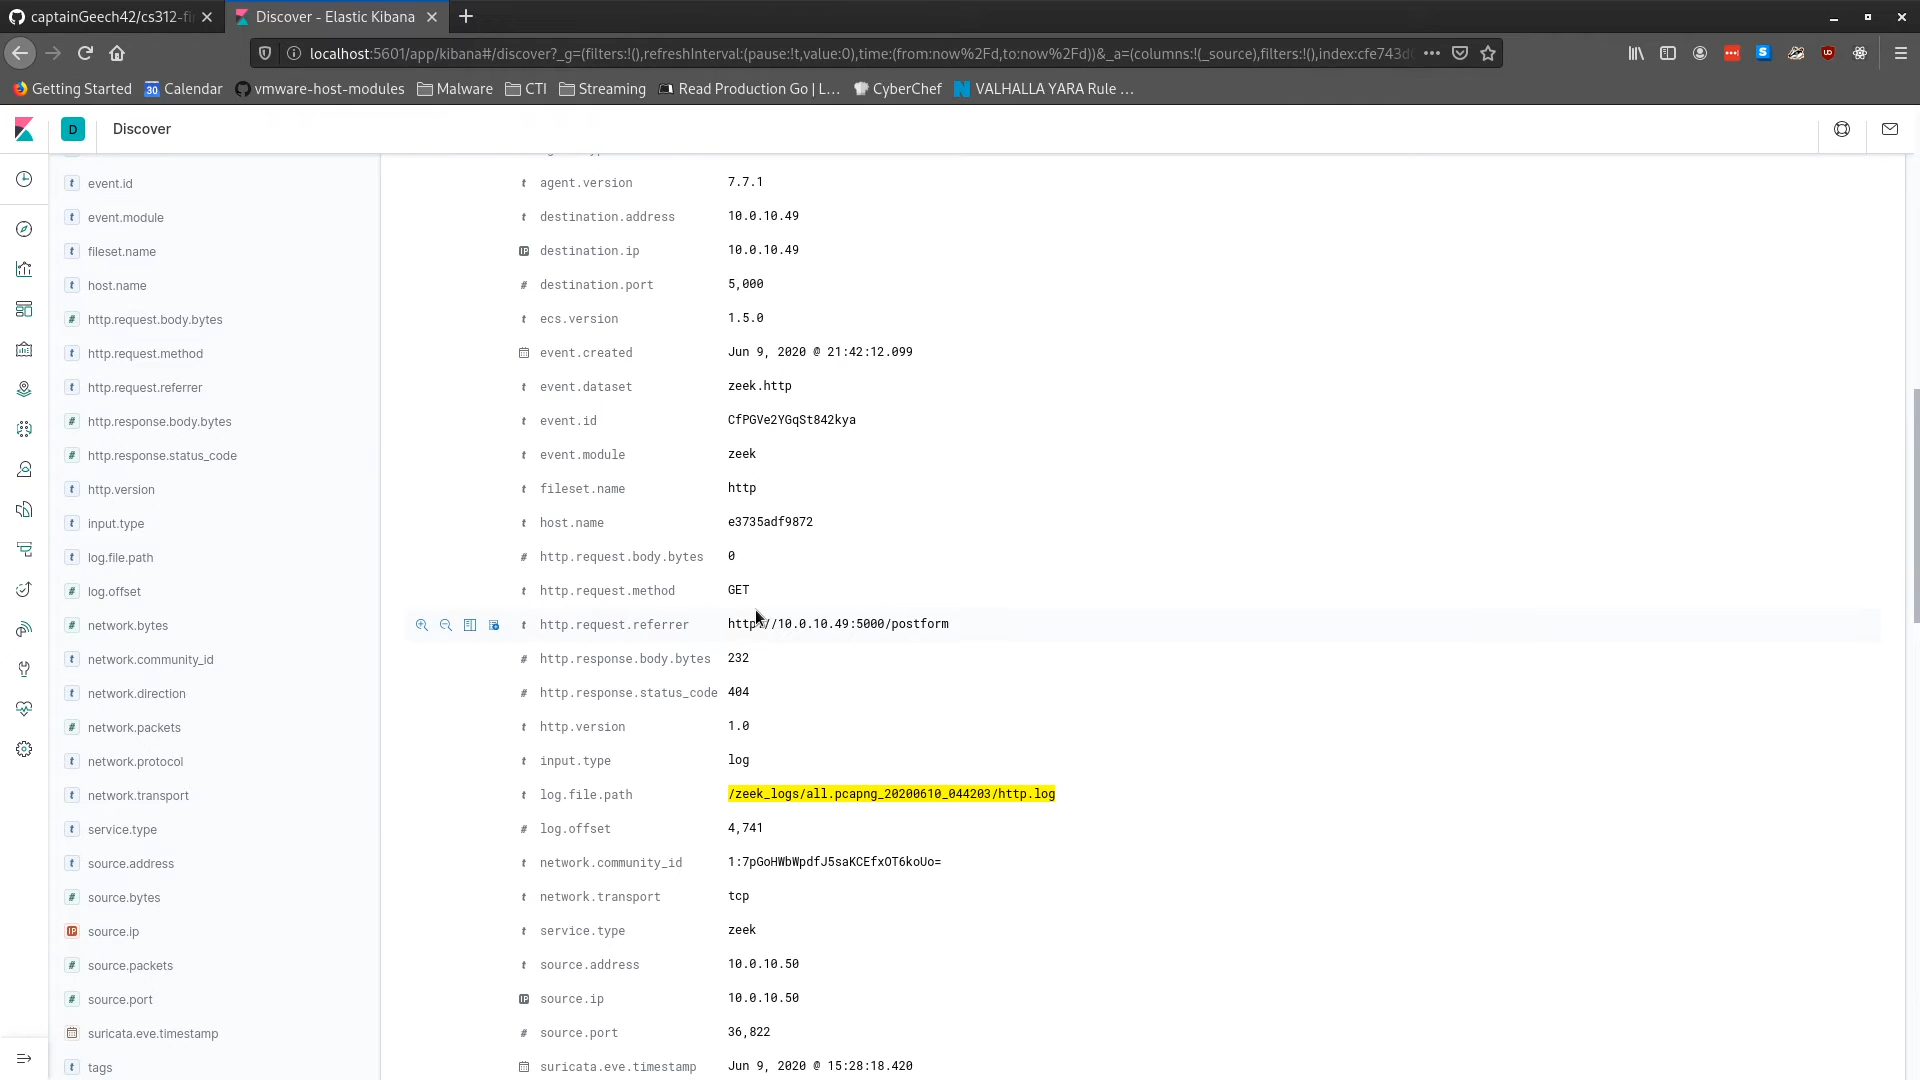 captainGeech42/cs312-fi
Discover - Elastic Kibana
localhost:5601/app/kibana#/discover?_g=(filters:!(),refreshInterval:(pause:!t,value:0),time:(from:now%2Fd,to:now%2Fd))&_a=(columns:!(_source),filters:!(),index:cfe743d
Getting Started
30 Calendar
vmware-host-modules
Malware
CTI
Streaming
Read Production Go | L...
CyberChef
VALHALLA YARA Rule ...
D Discover
t event.id
t event.module
t fileset.name
t host.name
# http.request.body.bytes
t http.request.method
t http.request.referrer
# http.response.body.bytes
# http.response.status_code
t http.version
t input.type
t log.file.path
# log.offset
# network.bytes
t network.community_id
t network.direction
# network.packets
t network.protocol
t network.transport
t service.type
t source.address
# source.bytes
IP source.ip
# source.packets
# source.port
suricata.eve.timestamp
t tags
t agent.version 7.7.1
t destination.address 10.0.10.49
IP destination.ip 10.0.10.49
# destination.port 5,000
t ecs.version 1.5.0
event.created Jun 9, 2020 @ 21:42:12.099
t event.dataset zeek.http
t event.id CfPGVe2YGqSt842kya
t event.module zeek
t fileset.name http
t host.name e3735adf9872
# http.request.body.bytes 0
t http.request.method GET
t http.request.referrer http://10.0.10.49:5000/postform
# http.response.body.bytes 232
# http.response.status_code 404
t http.version 1.0
t input.type log
t log.file.path /zeek_logs/all.pcapng_20200610_044203/http.log
# log.offset 4,741
t network.community_id 1:7pGoHWbWpdfJ5saKCEfxOT6koUo=
t network.transport tcp
t service.type zeek
t source.address 10.0.10.50
IP source.ip 10.0.10.50
# source.port 36,822
suricata.eve.timestamp Jun 9, 2020 @ 15:28:18.420